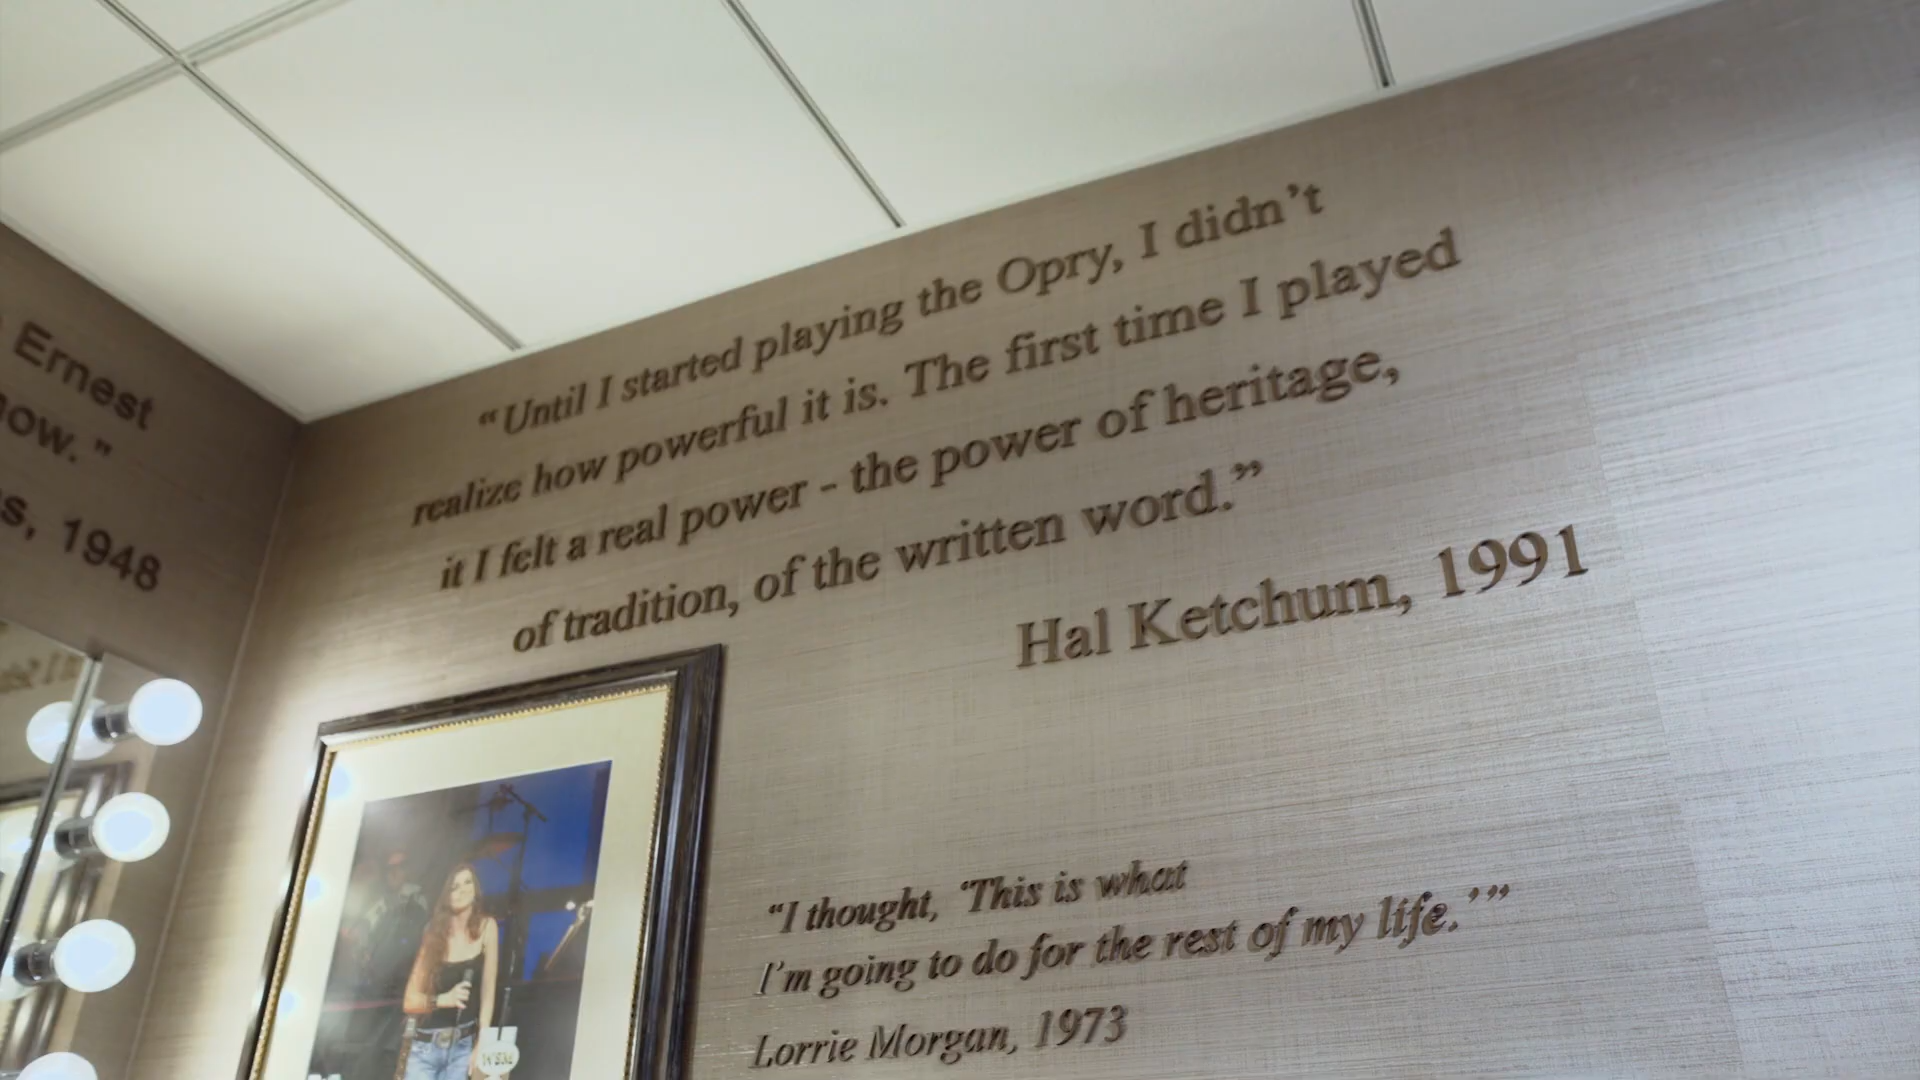 Ernest
now."
s, 1948
“Until I started playing the Opry, I didn’t
realize how powerful it is. The first time I played
it I felt a real power - the power of heritage,
of tradition, of the written word.”
Hal Ketchum, 1991
“I thought, ‘This is what
I’m going to do for the rest of my life.’”
Lorrie Morgan, 1973